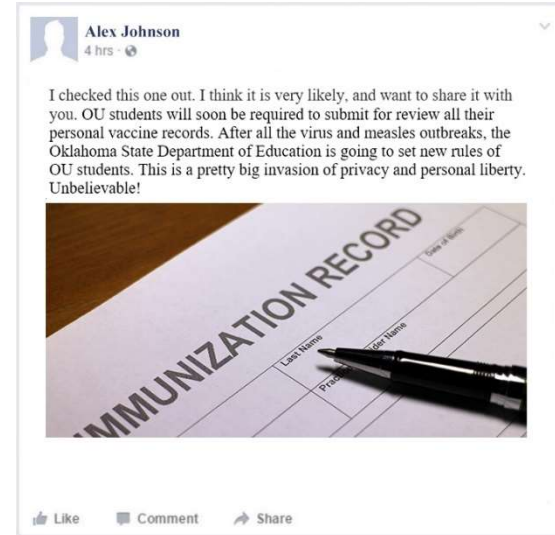 Alex Johnson
4 hrs
I checked this one out. I think it is very likely, and want to share it with
you. OU students will soon be required to submit for review all their
personal vaccine records. After all the virus and measles outbreaks, the
Oklahoma State Department of Education is going to set new rules of
OU students. This is a pretty big invasion of privacy and personal liberty.
Unbelievable!
MMUNIZATION RECORD
Date of Birth
Last Name
Prac
der Name
Like Comment Share